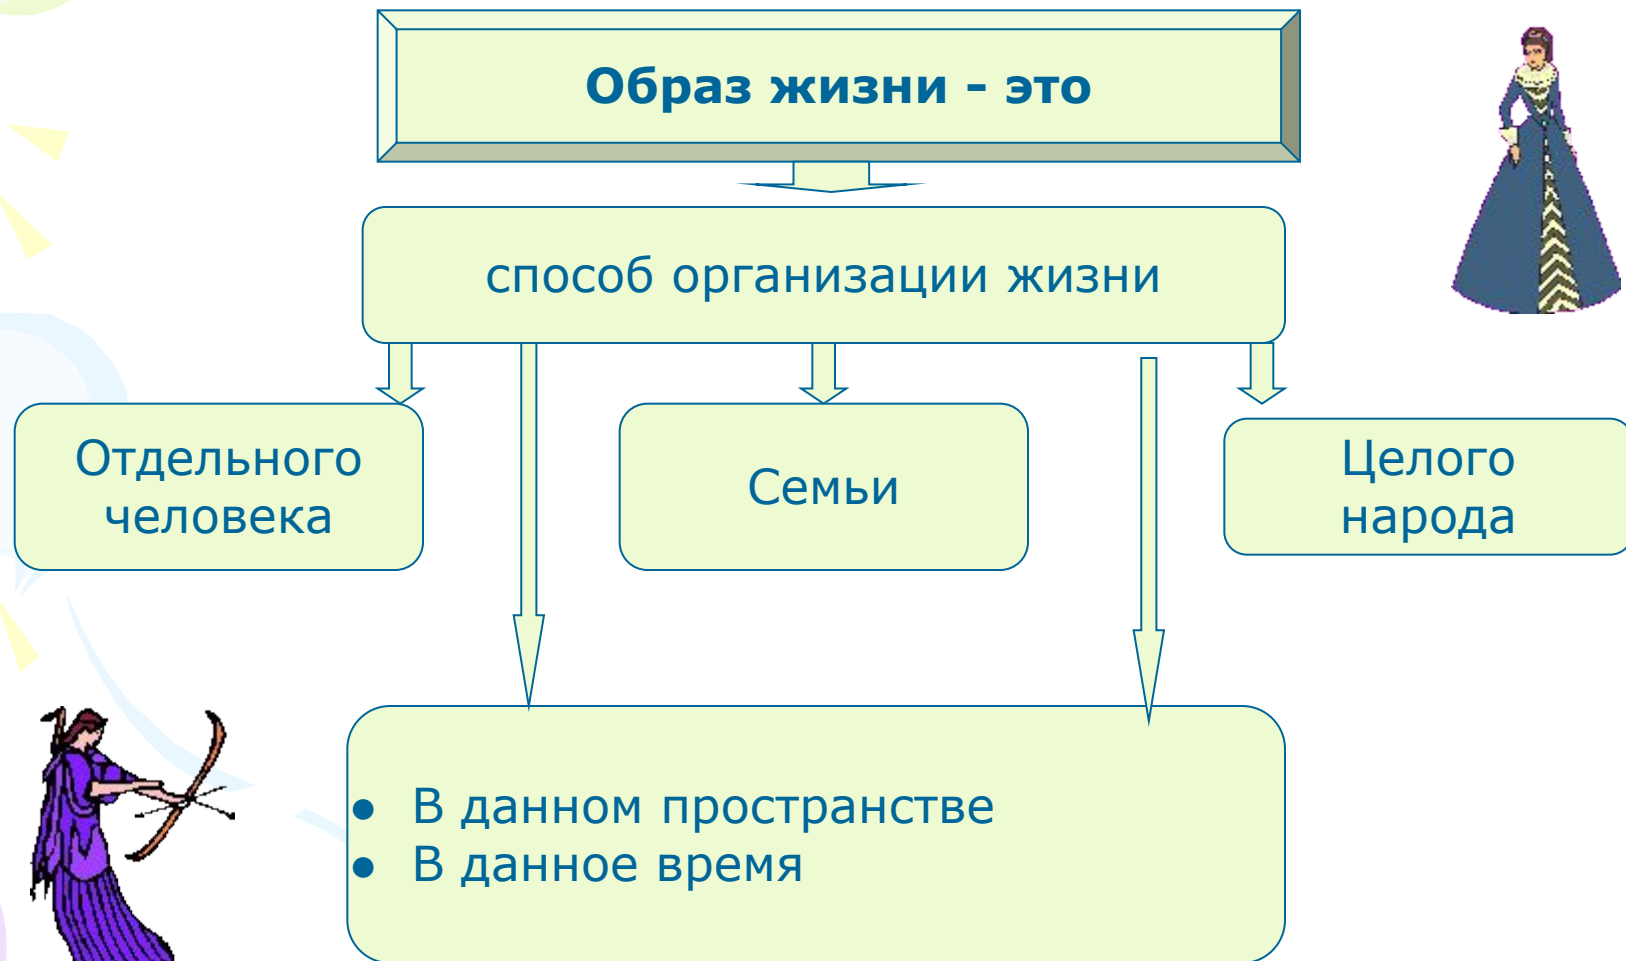 Образ жизни - это
способ организации жизни
Отдельного
человека
Семьи
Целого
народа
● В данном пространстве
● В данное время